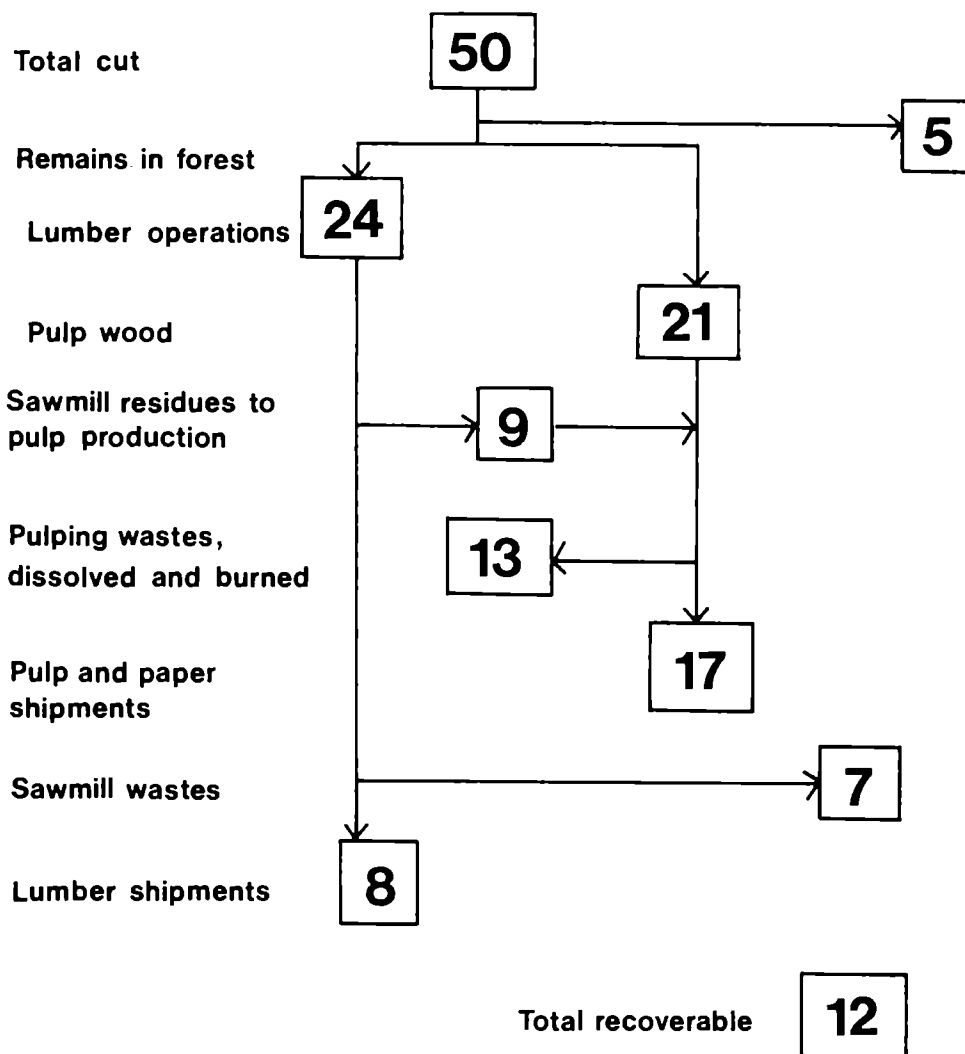 Total cut
50
5
Remains in forest
24
Lumber operations
21
Pulp wood
Sawmill residues to
pulp production
9
Pulping wastes,
dissolved and burned
13
Pulp and paper
shipments
17
Sawmill wastes
7
Lumber shipments
8
Total recoverable
12